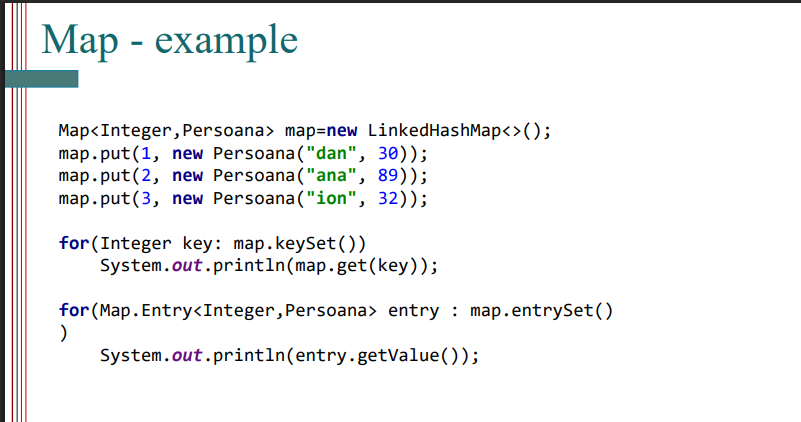 Map - example
Map<Integer,Persoana> map=new LinkedHashMap<>();
map.put(1, new Persoana("dan", 30));
map.put(2, new Persoana("ana", 89));
map.put(3, new Persoana("ion", 32));
for(Integer key: map.keySet())
System.out.println(map.get(key));
for(Map.Entry<Integer,Persoana> entry : map.entrySet()
)
System.out.println(entry.getValue());